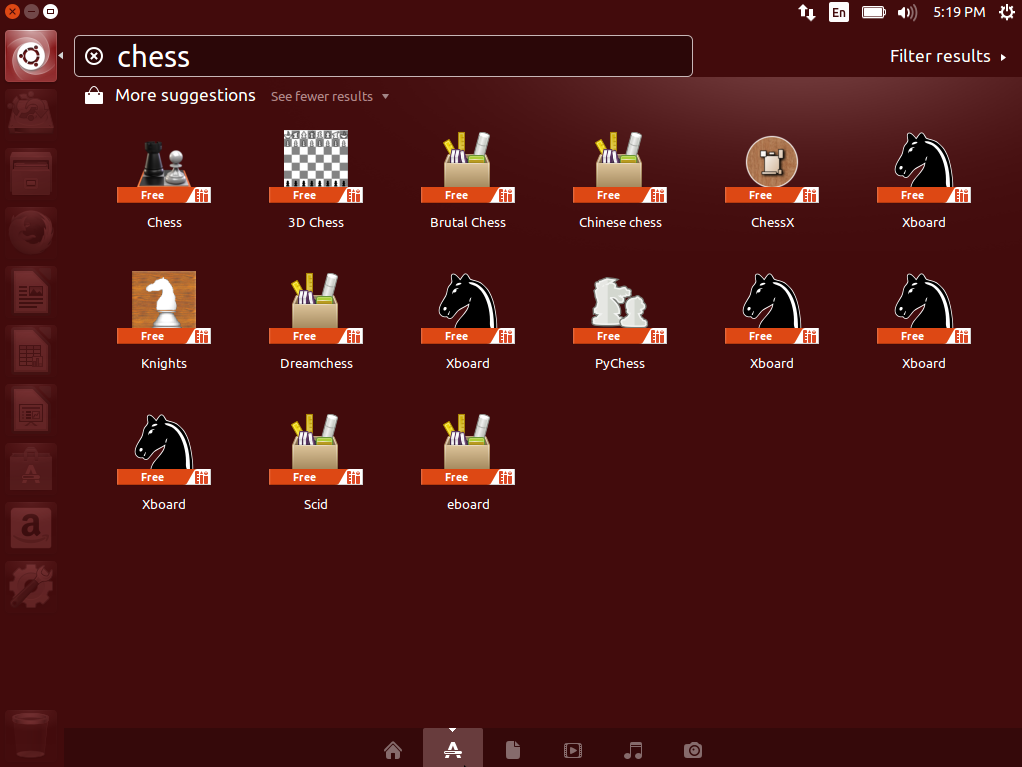 En 5:19 PM
chess
Filter results
More suggestions See fewer results
Free Free Free Free Free Free
Chess 3D Chess Brutal Chess Chinese chess ChessX Xboard
Free Free Free Free Free Free
Knights Dreamchess Xboard PyChess Xboard Xboard
Free Free Free
Xboard Scid eboard
a